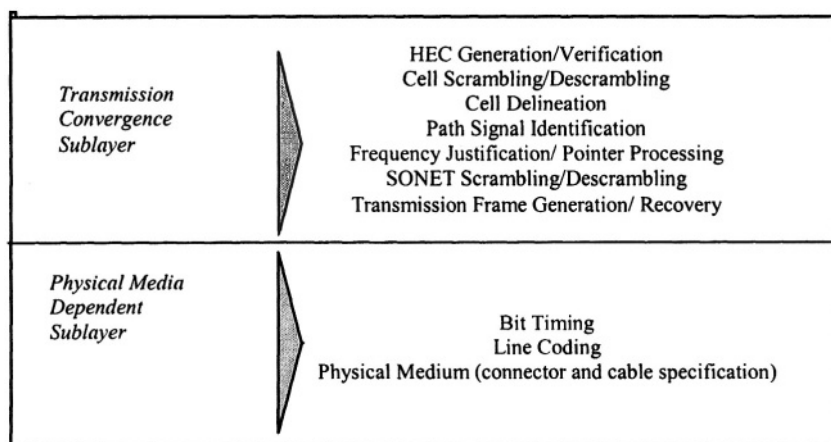 Transmission
Convergence
Sublayer
HEC Generation/Verification
Cell Scrambling/Descrambling
Cell Delineation
Path Signal Identification
Frequency Justification/ Pointer Processing
SONET Scrambling/Descrambling
Transmission Frame Generation/ Recovery
Physical Media
Dependent
Sublayer
Bit Timing
Line Coding
Physical Medium (connector and cable specification)